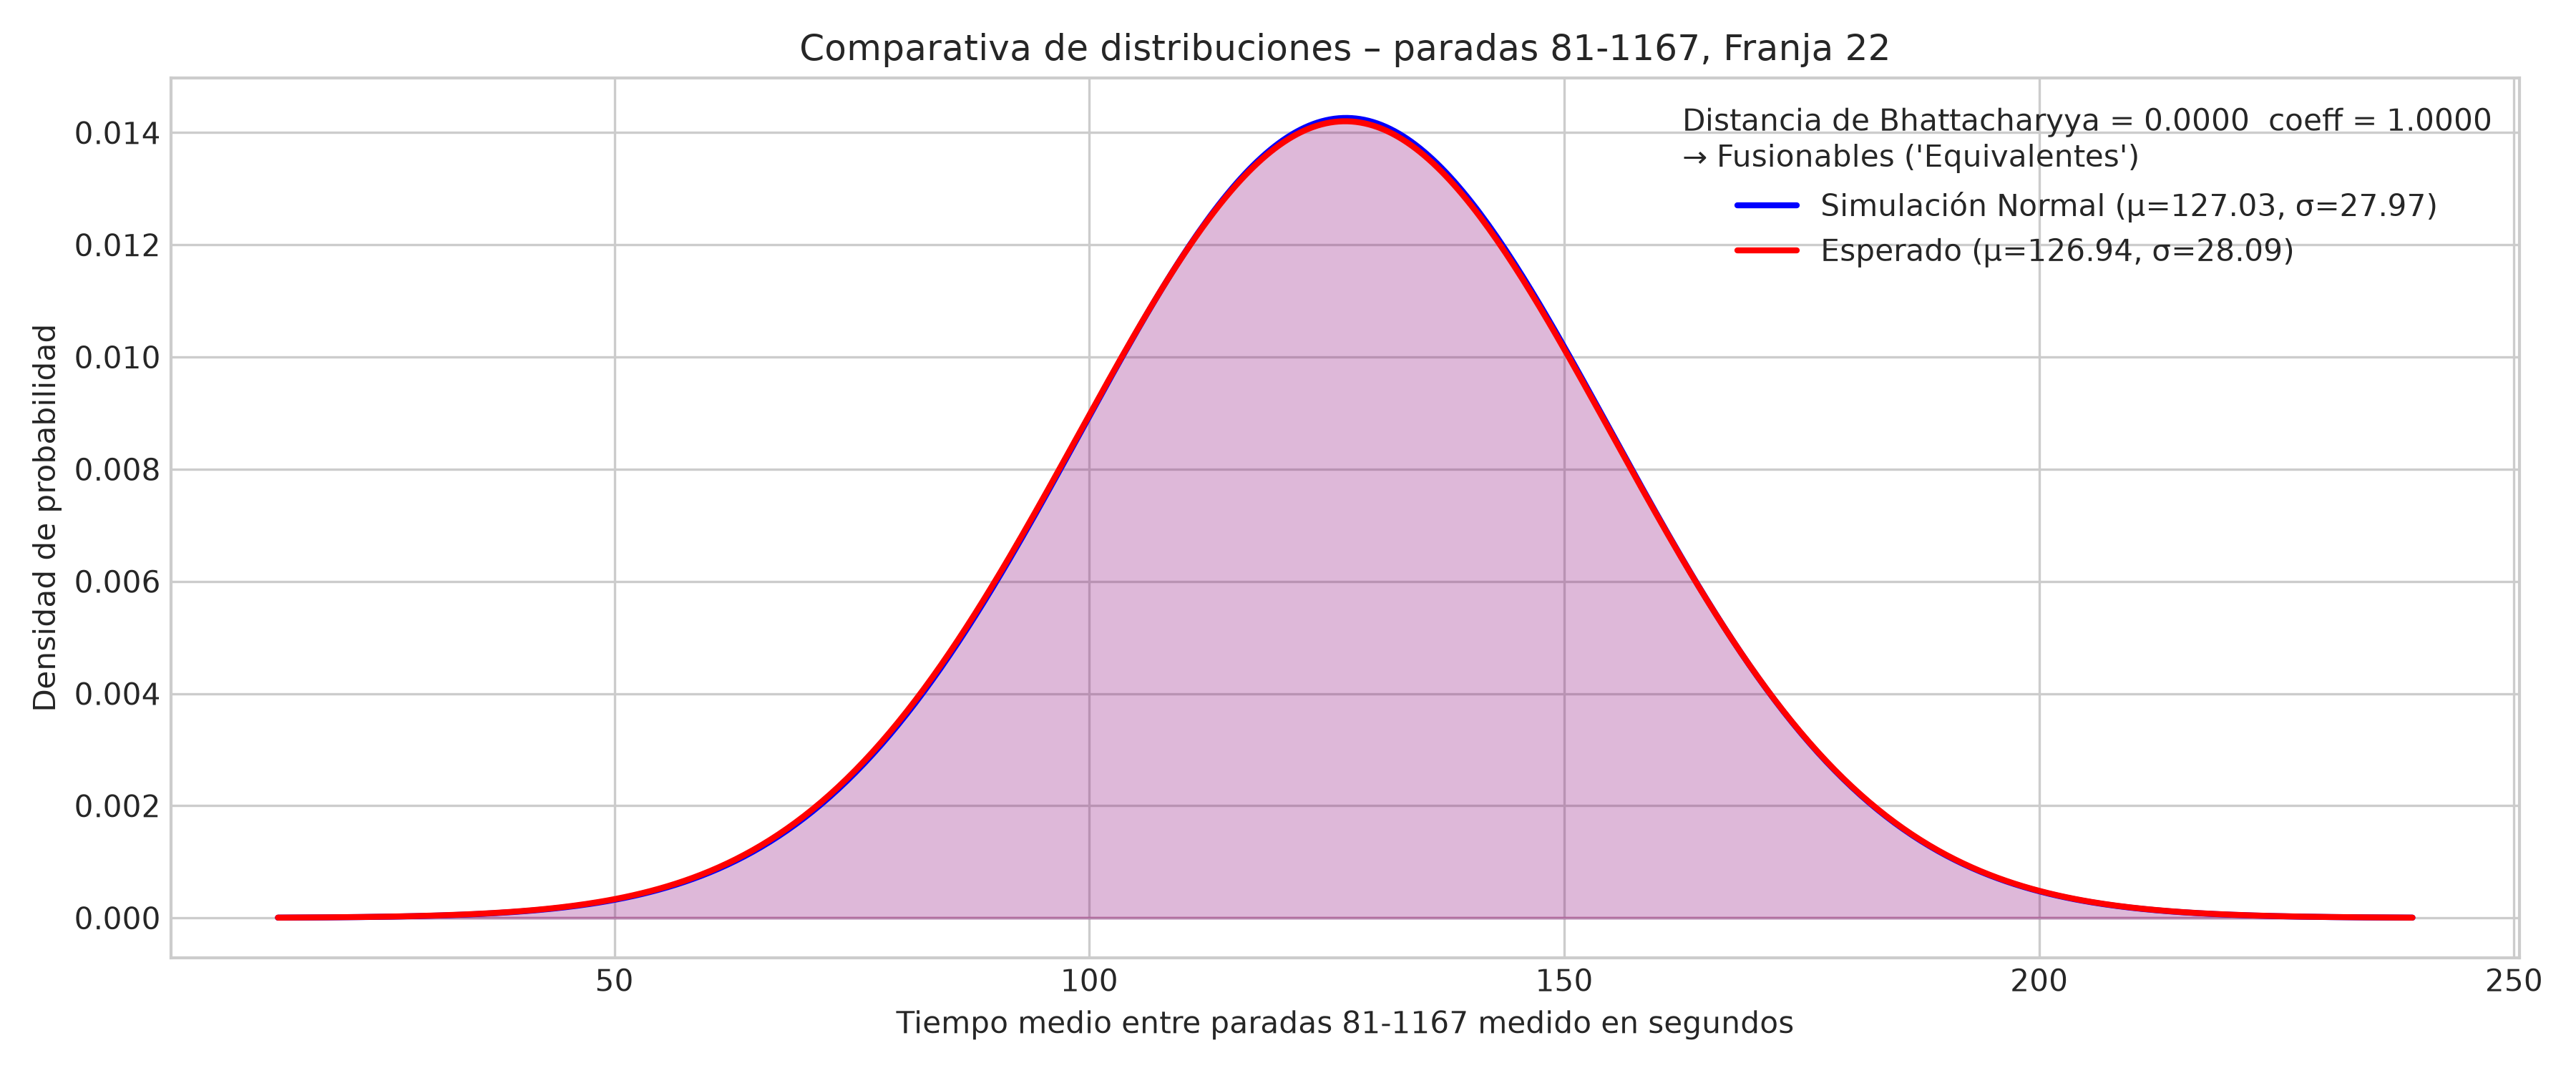 Comparativa de distribuciones – paradas 81-1167, Franja 22
Distancia de Bhattacharyya = 0.0000  coeff = 1.0000
→ Fusionables ('Equivalentes')
Simulación Normal (μ=127.03, σ=27.97)
Esperado (μ=126.94, σ=28.09)
Densidad de probabilidad
0.014
0.012
0.010
0.008
0.006
0.004
0.002
0.000
50 100 150 200 250
Tiempo medio entre paradas 81-1167 medido en segundos